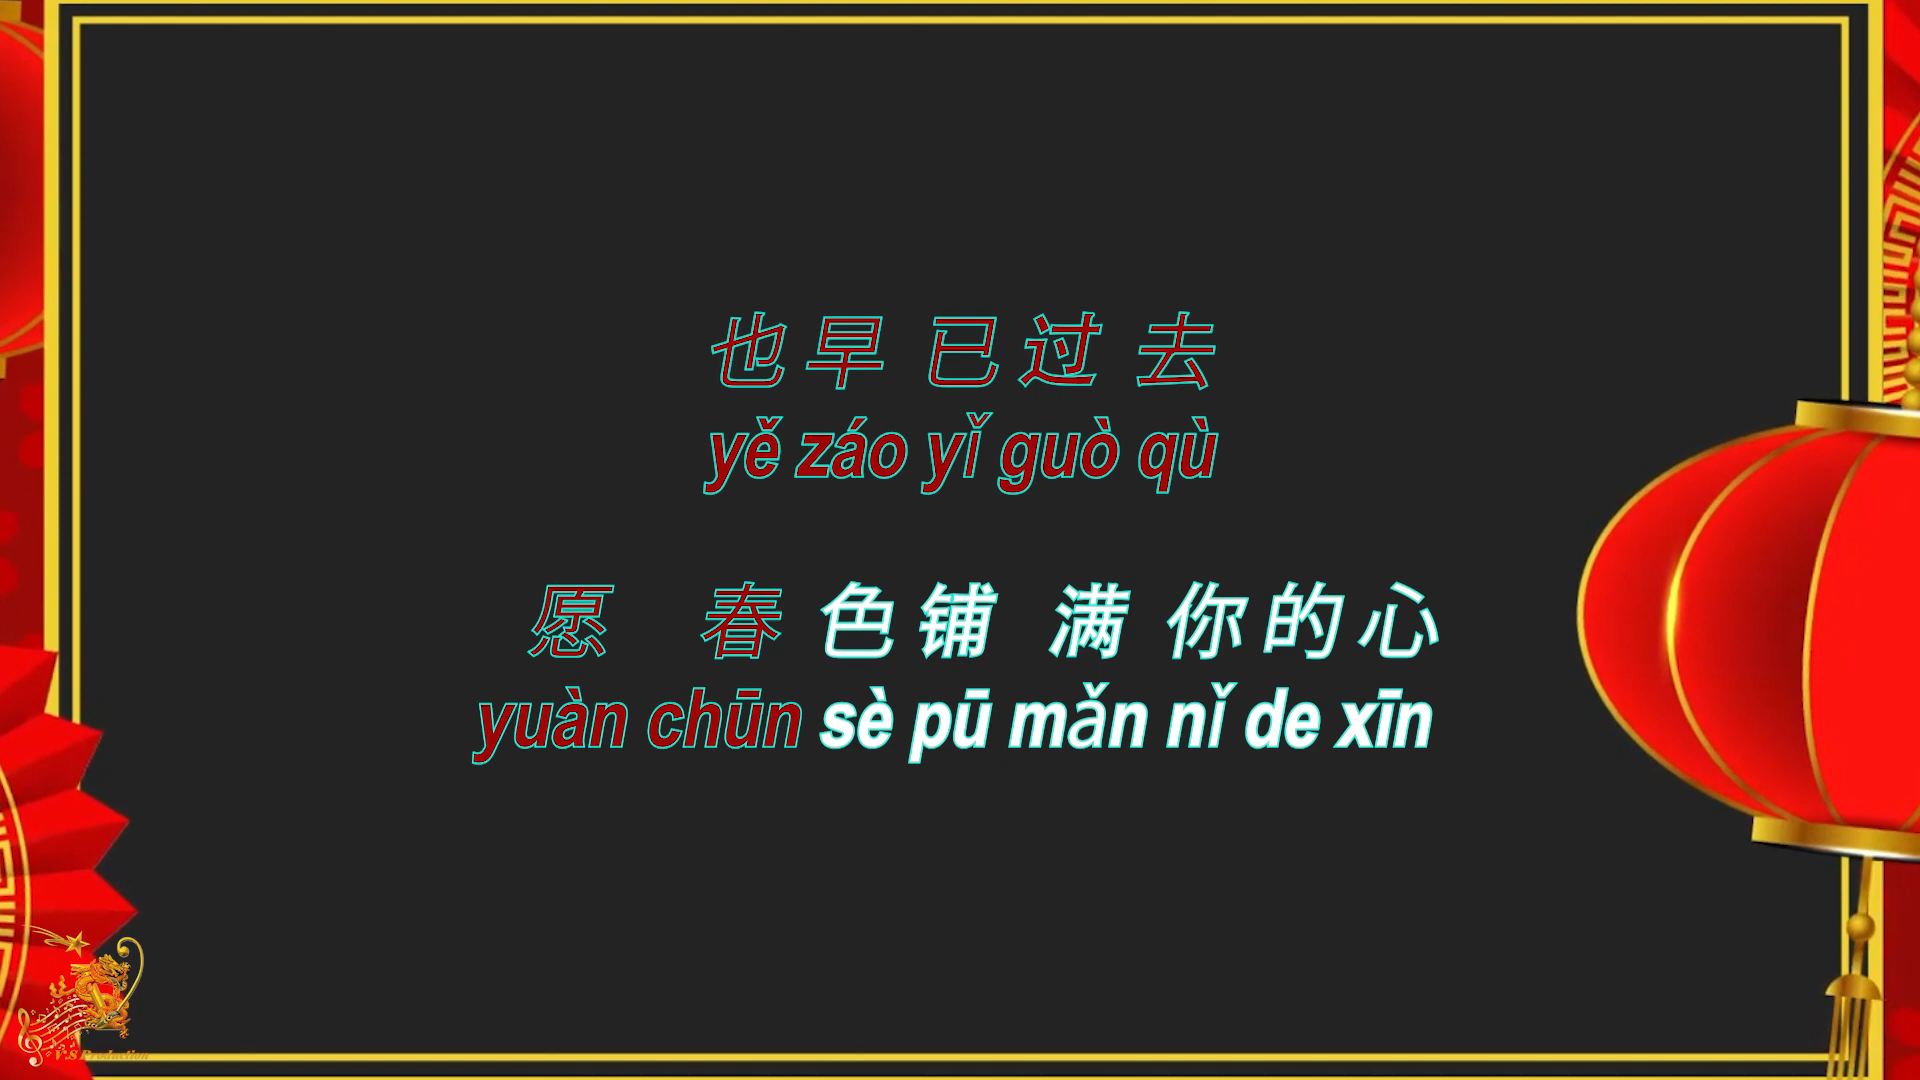 也早已过去
yě záo yǐ guò qù
愿春色铺满你的心
yuàn chūn sè pū mǎn nǐ de xīn
V.S Production